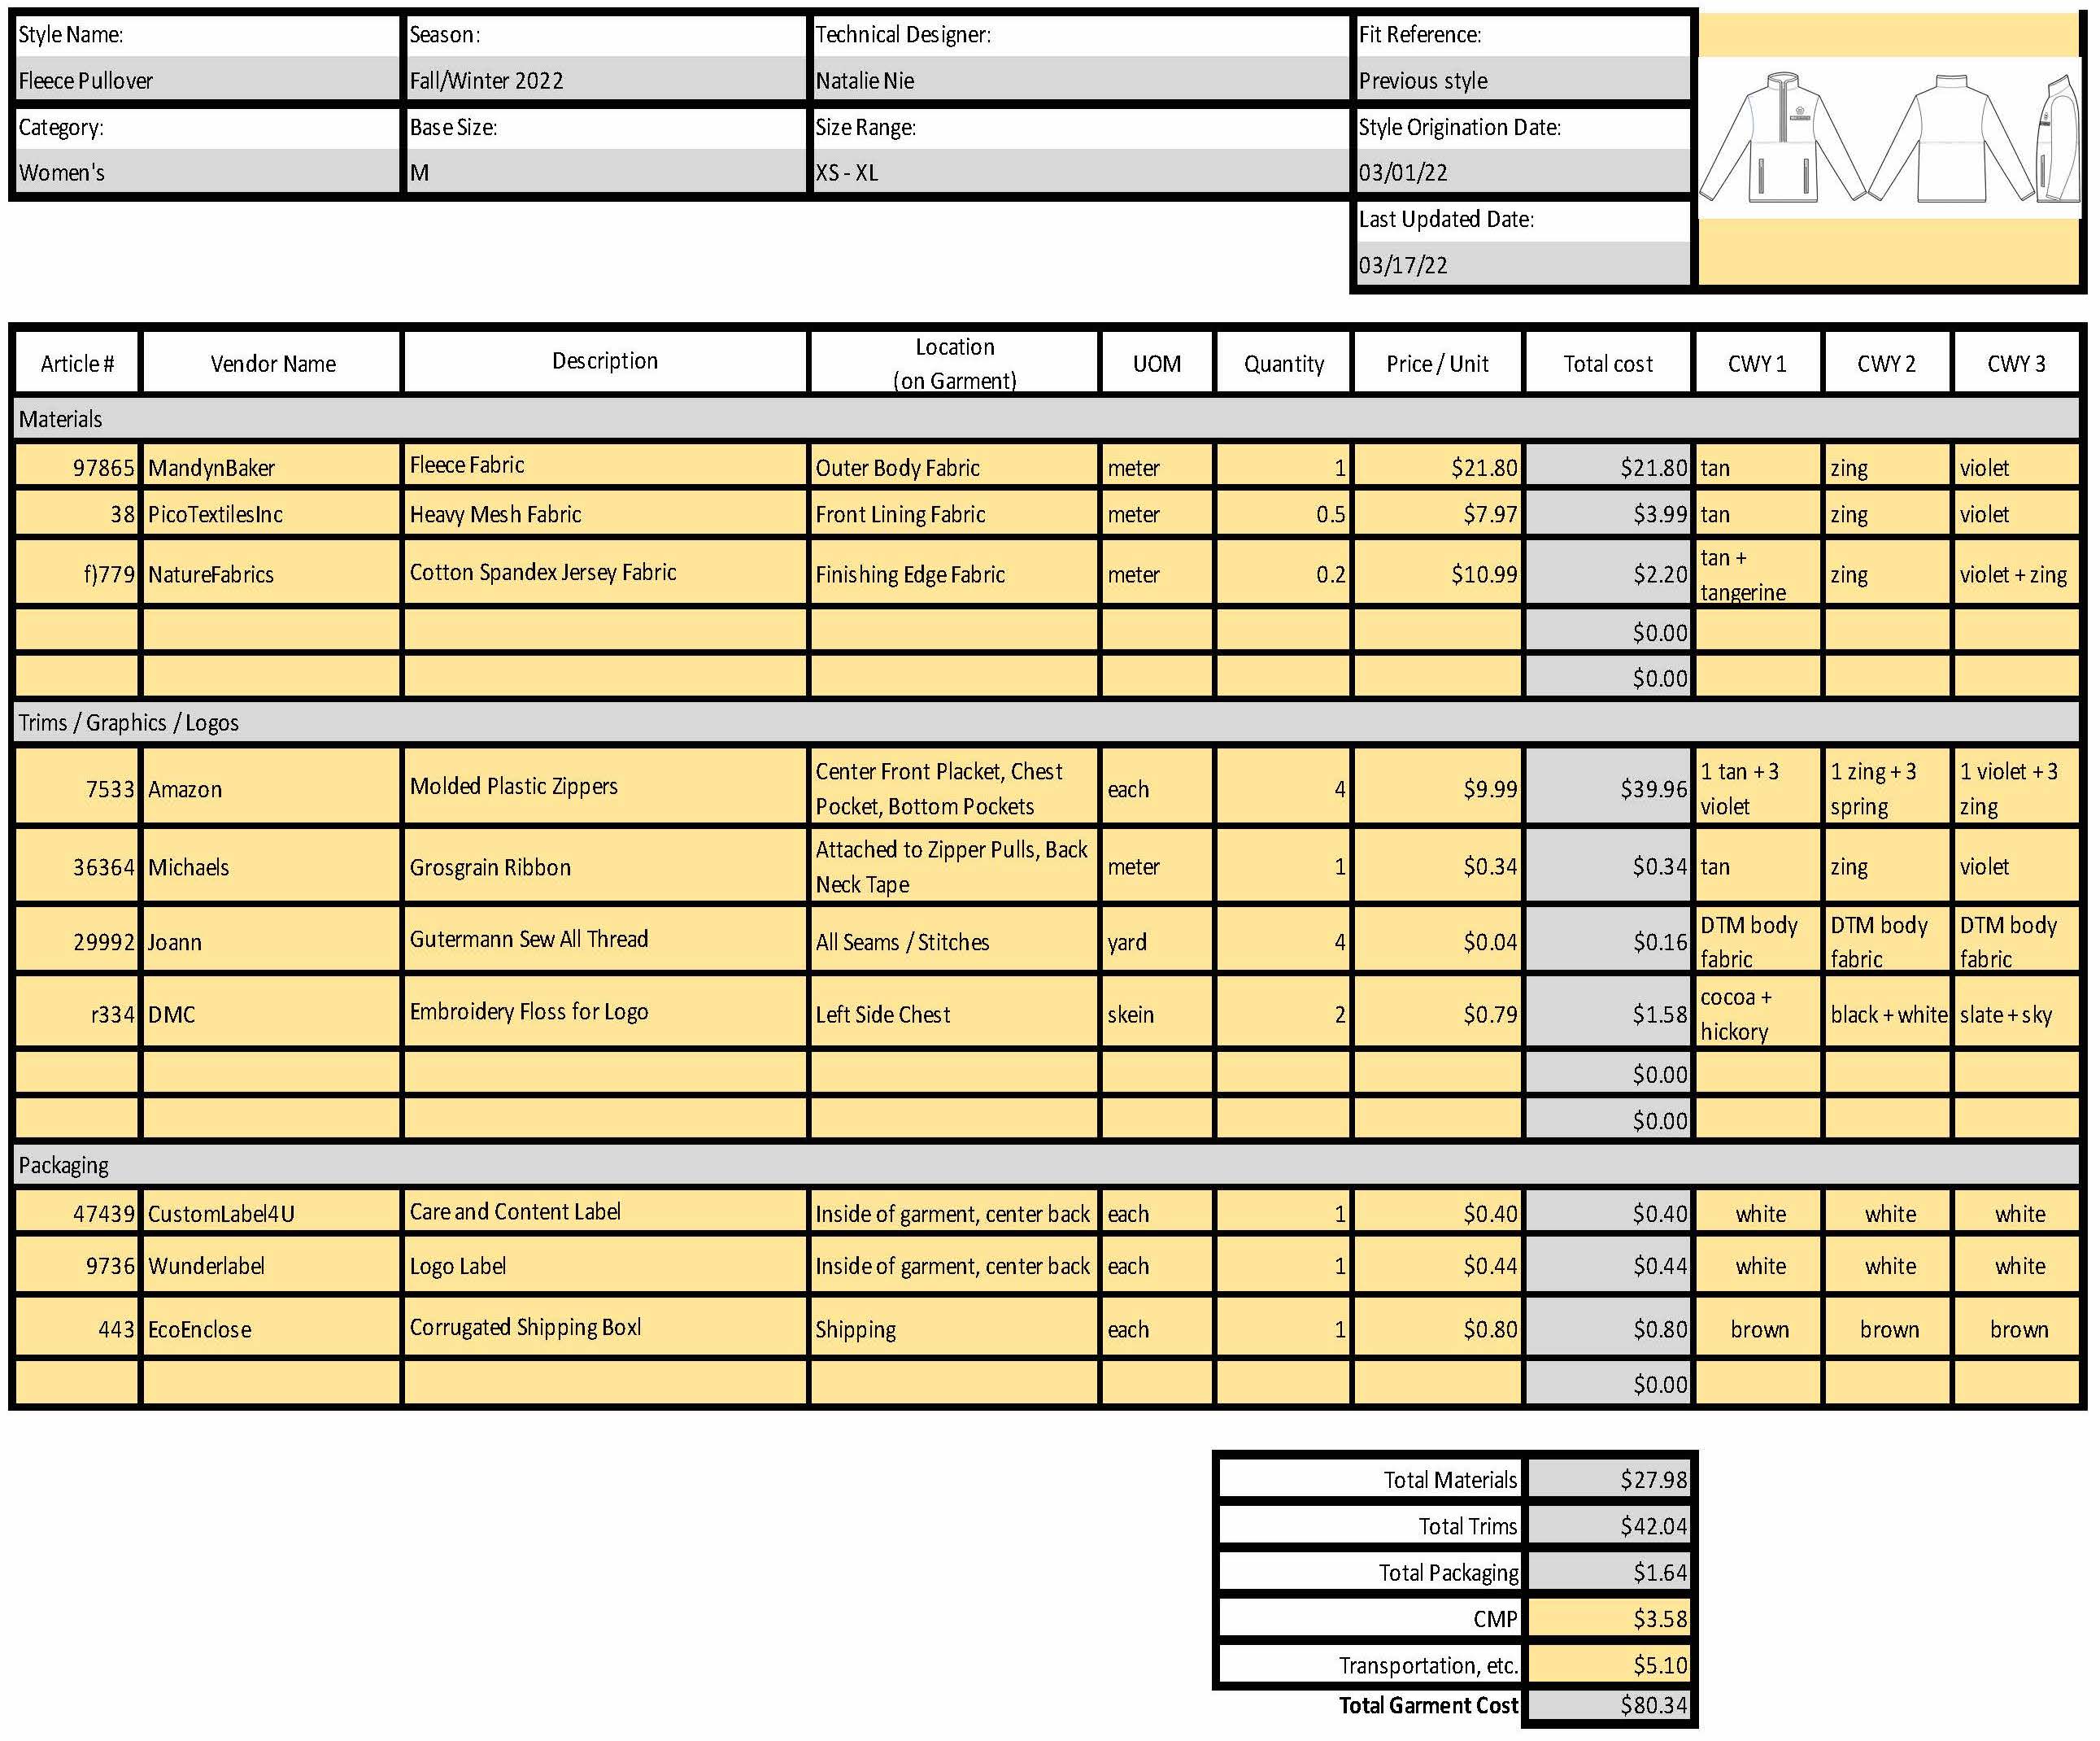 Style Name: Season: Technical Designer: Fit Reference:
Fleece Pullover Fall/Winter 2022 Natalie Nie Previous style
Category: Base Size: Size Range: Style Origination Date:
Women's M XS - XL 03/01/22
Last Updated Date:
03/17/22
Article # Vendor Name Description Location (on Garment) UOM Quantity Price / Unit Total cost CWY 1 CWY 2 CWY 3
Materials
97865 MandynBaker Fleece Fabric Outer Body Fabric meter 1 $21.80 $21.80 tan zing violet
38 PicoTextilesInc Heavy Mesh Fabric Front Lining Fabric meter 0.5 $7.97 $3.99 tan zing violet
f)779 NatureFabrics Cotton Spandex Jersey Fabric Finishing Edge Fabric meter 0.2 $10.99 $2.20 tan + tangerine zing violet + zing
$0.00
$0.00
Trims / Graphics / Logos
7533 Amazon Molded Plastic Zippers Center Front Placket, Chest Pocket, Bottom Pockets each 4 $9.99 $39.96 1 tan + 3 violet 1 zing + 3 spring 1 violet + 3 zing
36364 Michaels Grosgrain Ribbon Attached to Zipper Pulls, Back Neck Tape meter 1 $0.34 $0.34 tan zing violet
29992 Joann Gutermann Sew All Thread All Seams / Stitches yard 4 $0.04 $0.16 DTM body fabric DTM body fabric DTM body fabric
r334 DMC Embroidery Floss for Logo Left Side Chest skein 2 $0.79 $1.58 cocoa + hickory black + white slate + sky
$0.00
$0.00
Packaging
47439 CustomLabel4U Care and Content Label Inside of garment, center back each 1 $0.40 $0.40 white white white
9736 Wunderlabel Logo Label Inside of garment, center back each 1 $0.44 $0.44 white white white
443 EcoEnclose Corrugated Shipping Boxl Shipping each 1 $0.80 $0.80 brown brown brown
$0.00
Total Materials $27.98
Total Trims $42.04
Total Packaging $1.64
CMP $3.58
Transportation, etc. $5.10
Total Garment Cost $80.34